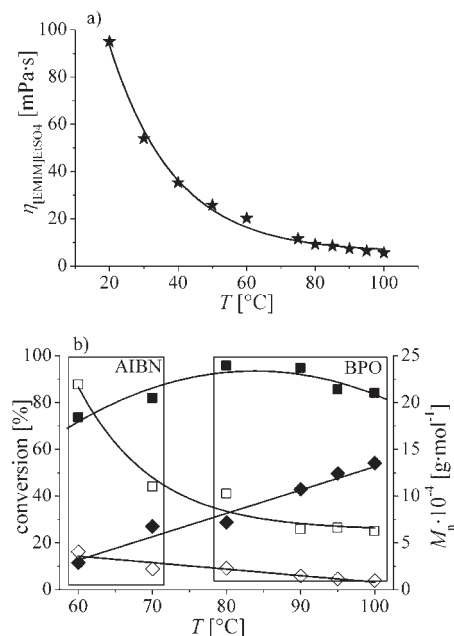 a)
η[EMIM]EtSO4 [mPa·s]
100
80
60
40
20
0
20 40 60 80 100
T [°C]
b)
AIBN BPO
conversion [%]
100
80
60
40
20
0
25
20
15
10
5
0
Mn·10-4 [g·mol-1]
60 70 80 90 100
T [°C]